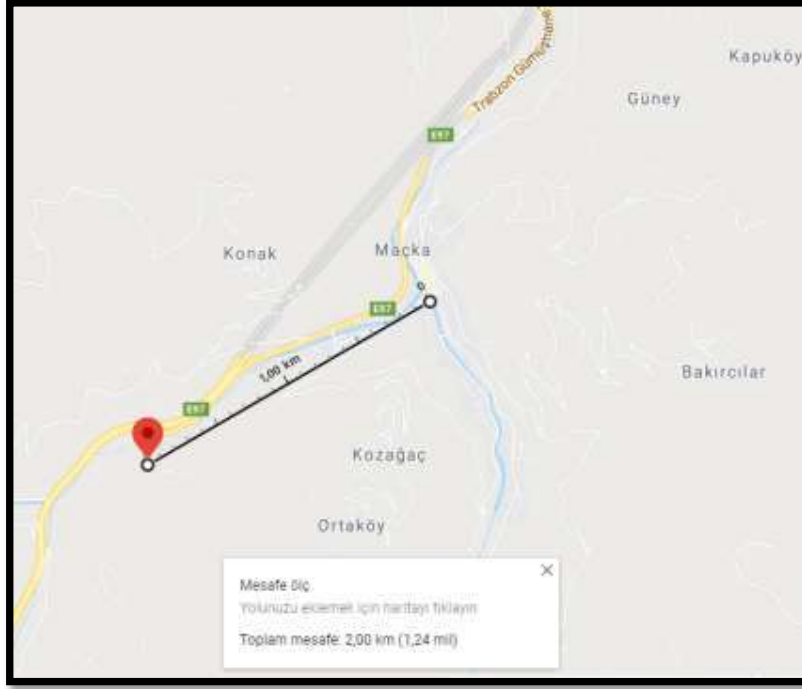 Kapuköy
Trabzon Gümüşhane
Güney
E97
Konak
Maçka
0
E97
1,00 km
Bakırcılar
E97
Kozağaç
Ortaköy
Mesafe ölç
Yolunuzu eklemek için haritayı tıklayın
Toplam mesafe: 2,00 km (1,24 mil)